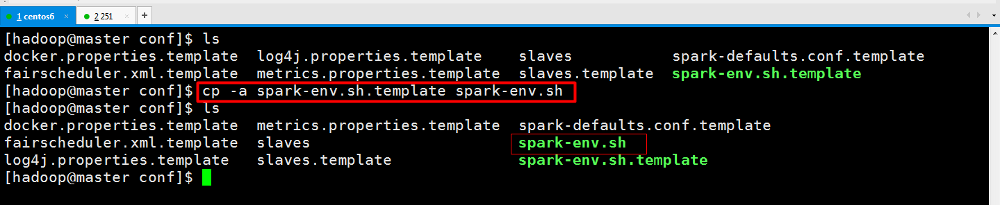 1 centos6 × 2 251 × +
[hadoop@master conf]$ ls
docker.properties.template log4j.properties.template slaves spark-defaults.conf.template
fairscheduler.xml.template metrics.properties.template slaves.template spark-env.sh.template
[hadoop@master conf]$ cp -a spark-env.sh.template spark-env.sh
[hadoop@master conf]$ ls
docker.properties.template metrics.properties.template spark-defaults.conf.template
fairscheduler.xml.template slaves spark-env.sh
log4j.properties.template slaves.template spark-env.sh.template
[hadoop@master conf]$